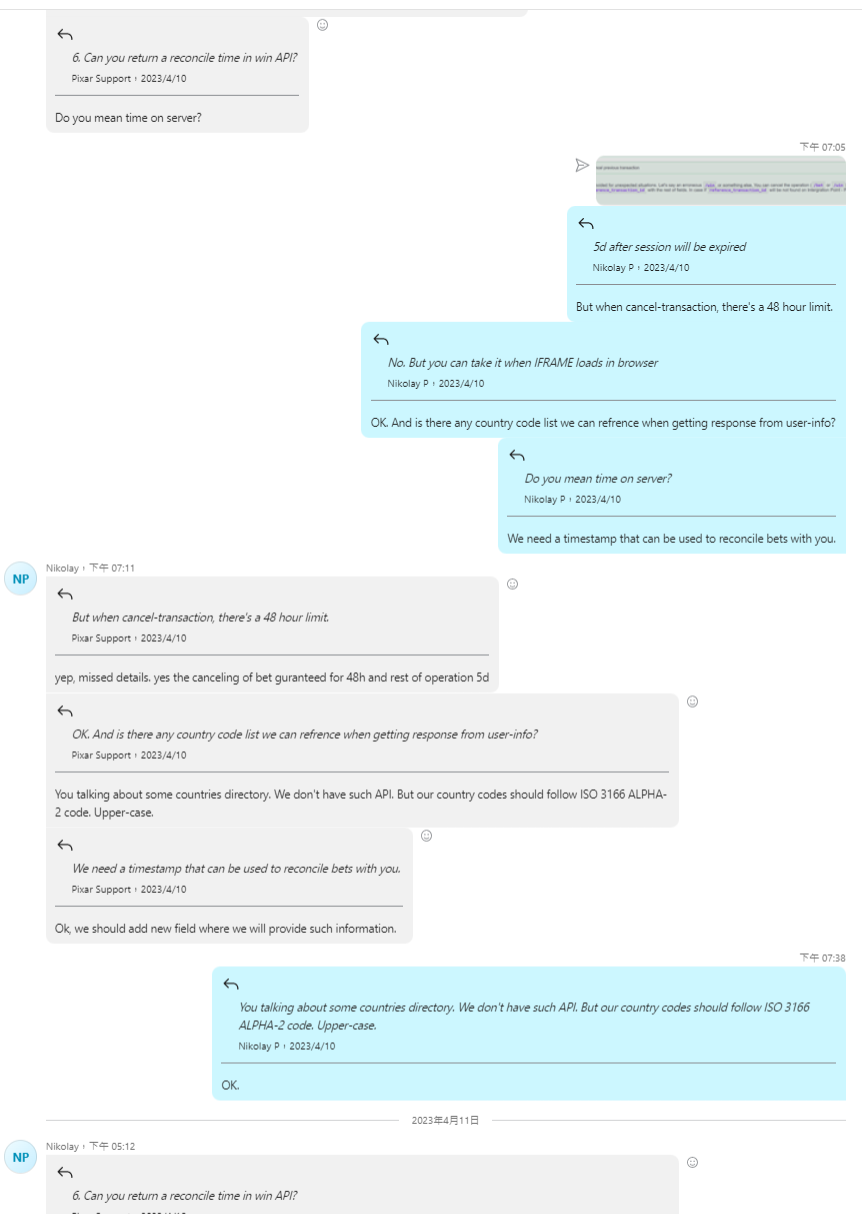 6. Can you return a reconcile time in win API?
Pixar Support, 2023/4/10
Do you mean time on server?
下午 07:05
5d after session will be expired
Nikolay P, 2023/4/10
But when cancel-transaction, there's a 48 hour limit.
No. But you can take it when IFRAME loads in browser
Nikolay P, 2023/4/10
OK. And is there any country code list we can refrence when getting response from user-info?
Do you mean time on server?
Nikolay P, 2023/4/10
We need a timestamp that can be used to reconcile bets with you.
NP
Nikolay, 下午 07:11
But when cancel-transaction, there's a 48 hour limit.
Pixar Support, 2023/4/10
yep, missed details. yes the canceling of bet guranteed for 48h and rest of operation 5d
OK. And is there any country code list we can refrence when getting response from user-info?
Pixar Support, 2023/4/10
You talking about some countries directory. We don't have such API. But our country codes should follow ISO 3166 ALPHA-
2 code. Upper-case.
We need a timestamp that can be used to reconcile bets with you.
Pixar Support, 2023/4/10
Ok, we should add new field where we will provide such information.
下午 07:38
You talking about some countries directory. We don't have such API. But our country codes should follow ISO 3166
ALPHA-2 code. Upper-case.
Nikolay P, 2023/4/10
OK.
2023年4月11日
NP
Nikolay, 下午 05:12
6. Can you return a reconcile time in win API?